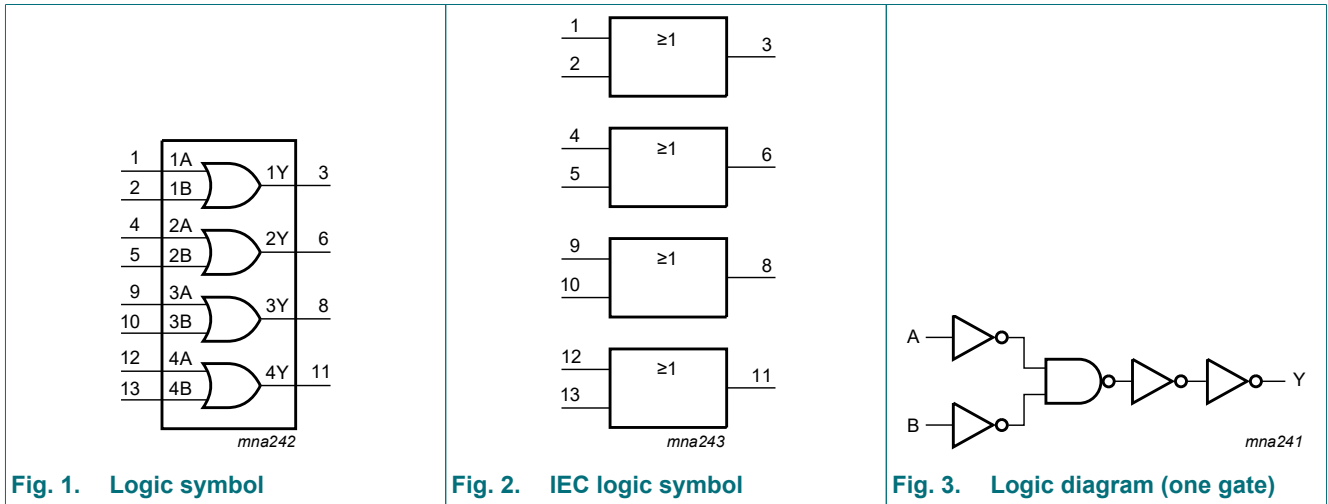 1 1A 1Y 3
2 1B
4 2A 2Y 6
5 2B
9 3A 3Y 8
10 3B
12 4A 4Y 11
13 4B
mna242
Fig. 1. Logic symbol
1 ≥1 3
2
4 ≥1 6
5
9 ≥1 8
10
12 ≥1 11
13
mna243
Fig. 2. IEC logic symbol
A
Y
B
mna241
Fig. 3. Logic diagram (one gate)